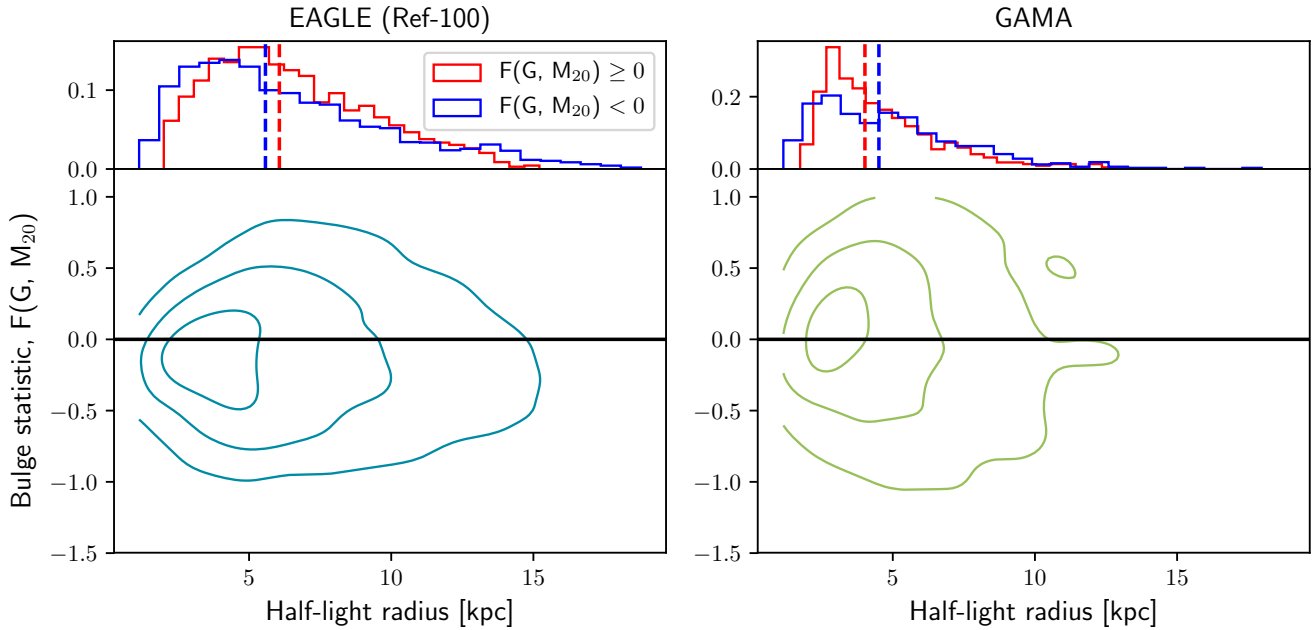 EAGLE (Ref-100)
GAMA
0.1
0.0
F(G, M₂₀) ≥ 0
F(G, M₂₀) < 0
0.2
0.0
Bulge statistic, F(G, M₂₀)
1.0
0.5
0.0
−0.5
−1.0
−1.5
1.0
0.5
0.0
−0.5
−1.0
−1.5
5 10 15
5 10 15
Half-light radius [kpc]
Half-light radius [kpc]